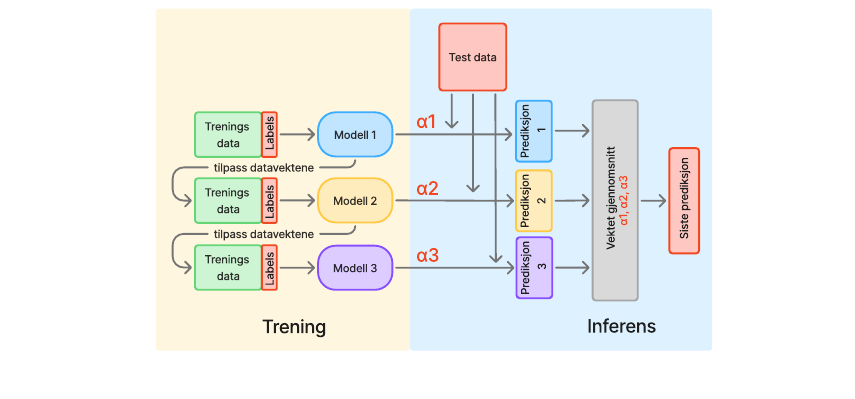 Test data
Trenings
data
Labels
Modell 1
α1
Prediksjon
1
tilpass datavektene
Trenings
data
Labels
Modell 2
α2
Prediksjon
2
Vektet gjennomsnitt
α1, α2, α3
Siste prediksjon
tilpass datavektene
Trenings
data
Labels
Modell 3
α3
Prediksjon
3
Trening
Inferens